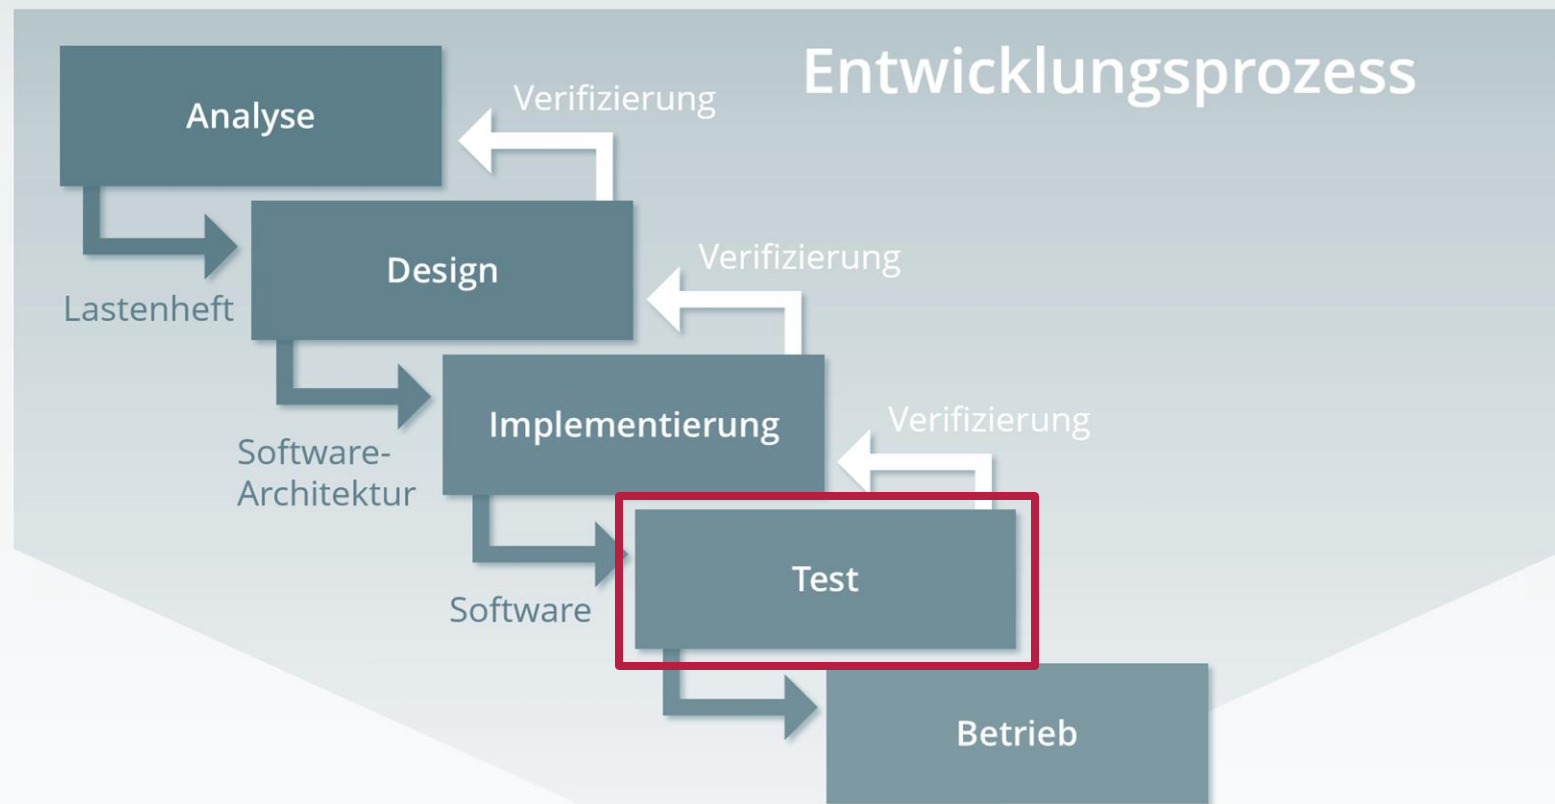 Entwicklungsprozess
Analyse
Verifizierung
Lastenheft
Design
Verifizierung
Software-
Architektur
Implementierung
Verifizierung
Software
Test
Betrieb